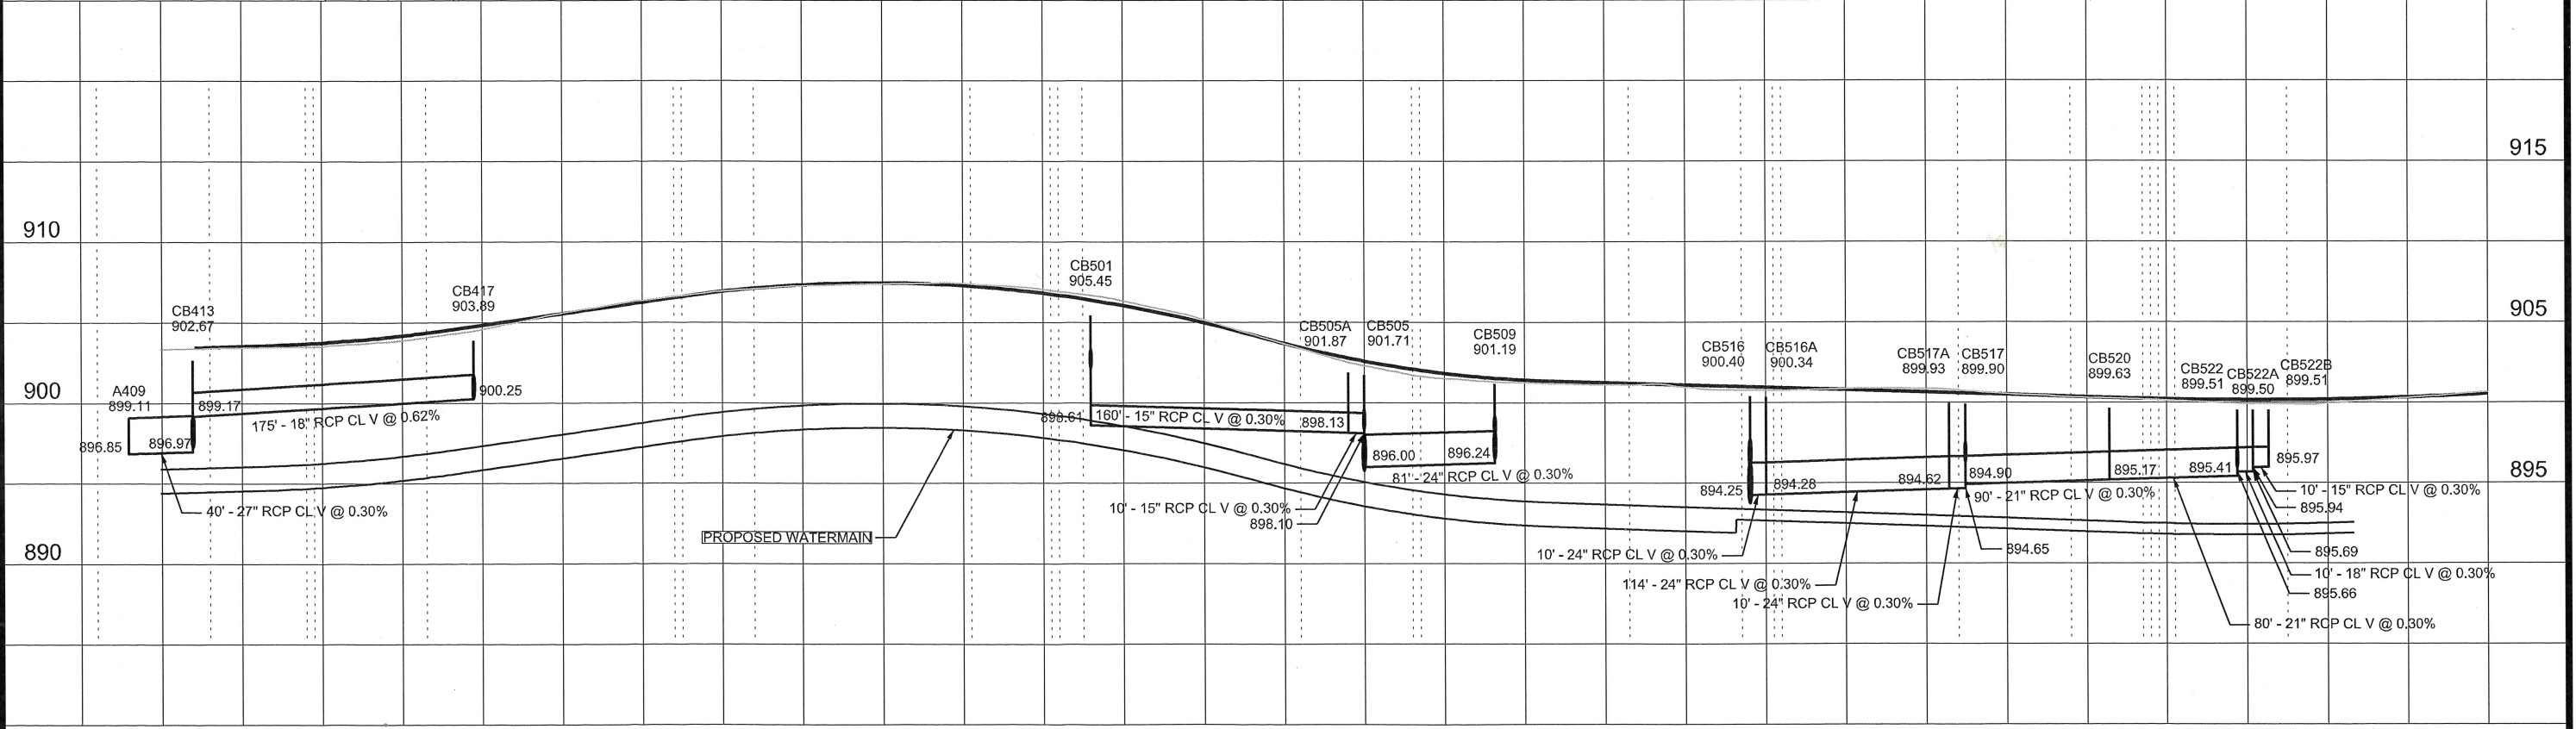 915
910
905
900
895
890
CB413
902.67
CB417
903.89
A409
899.11
899.17
900.25
175' - 18" RCP CL V @ 0.62%
896.85
896.97
40' - 27" RCP CL V @ 0.30%
PROPOSED WATERMAIN
CB501
905.45
898.61
160' - 15" RCP CL V @ 0.30%
898.13
CB505A
901.87
CB505
901.71
CB509
901.19
896.00
896.24
81' - 24" RCP CL V @ 0.30%
10' - 15" RCP CL V @ 0.30%
898.10
CB516
900.40
CB516A
900.34
CB517A
899.93
CB517
899.90
CB520
899.63
CB522
899.51
CB522A
899.50
CB522B
899.51
894.25
894.28
894.62
894.90
895.17
895.41
895.97
90' - 21" RCP CL V @ 0.30%
10' - 15" RCP CL V @ 0.30%
895.94
894.65
10' - 24" RCP CL V @ 0.30%
895.69
114' - 24" RCP CL V @ 0.30%
10' - 18" RCP CL V @ 0.30%
10' - 24" RCP CL V @ 0.30%
895.66
80' - 21" RCP CL V @ 0.30%